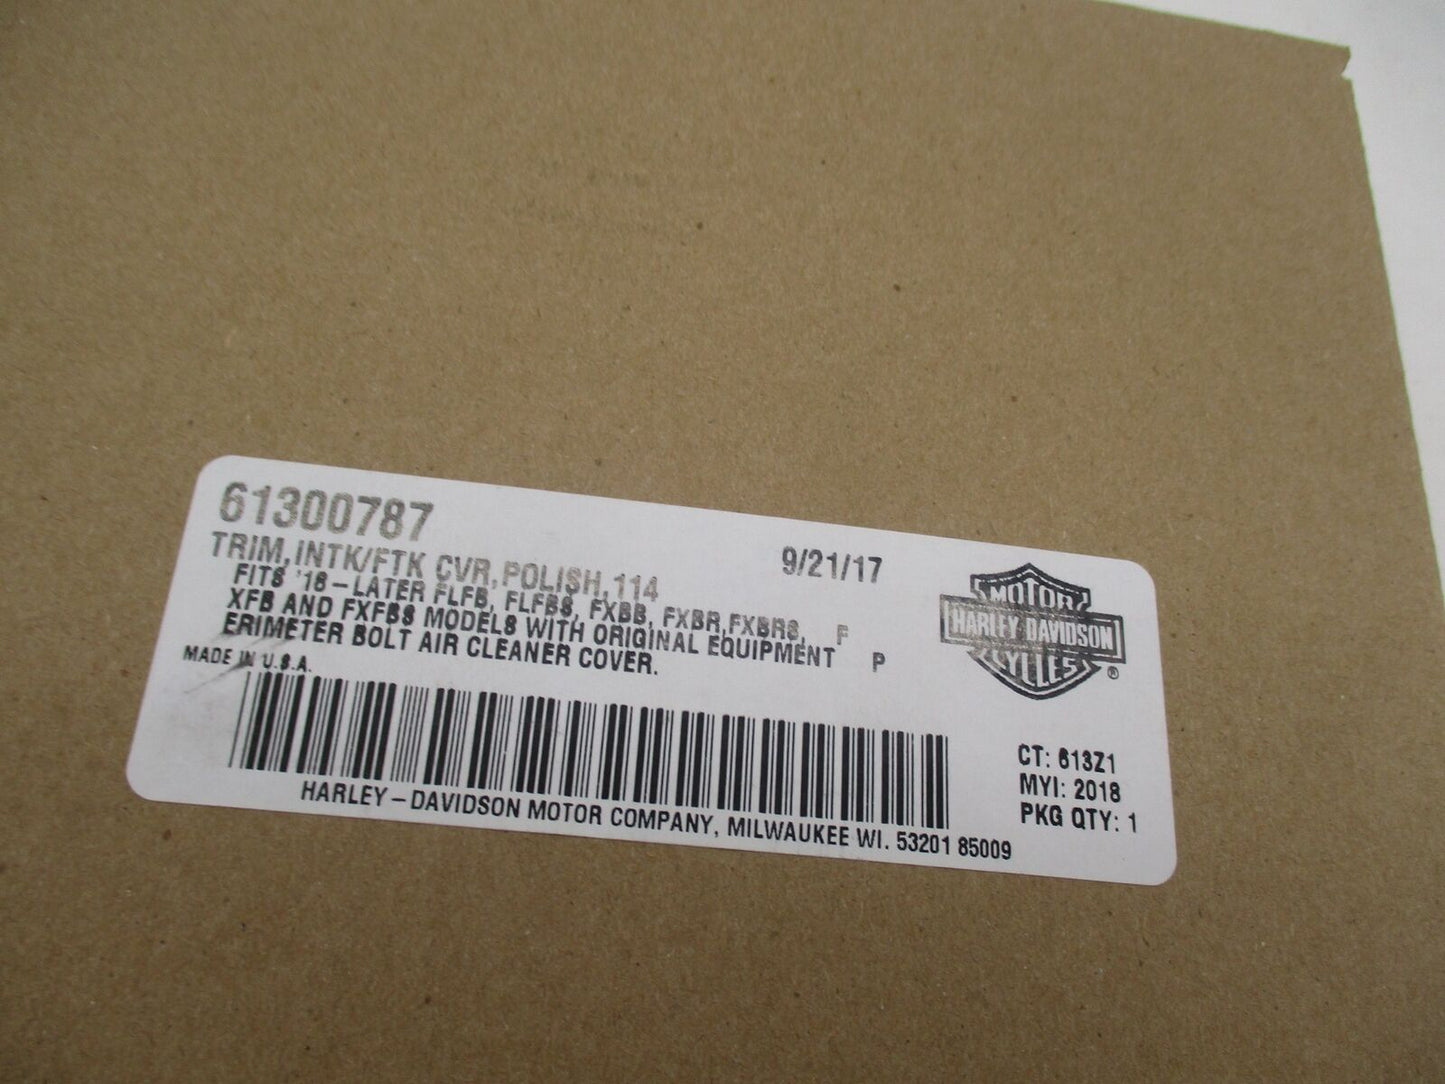 61300787
TRIM, INTK/FTK CVR, POLISH, 114
9/21/17
FITS '18-LATER FLFB, FLFBS, FXBB, FXBR,FXBRS, F
XFB AND FXFBS MODELS WITH ORIGINAL EQUIPMENT P
ERIMETER BOLT AIR CLEANER COVER.
MADE IN U.S.A.
MOTOR
HARLEY-DAVIDSON
CYCLES
®
CT: 613Z1
MYI: 2018
PKG QTY: 1
HARLEY-DAVIDSON MOTOR COMPANY, MILWAUKEE WI. 53201 85009